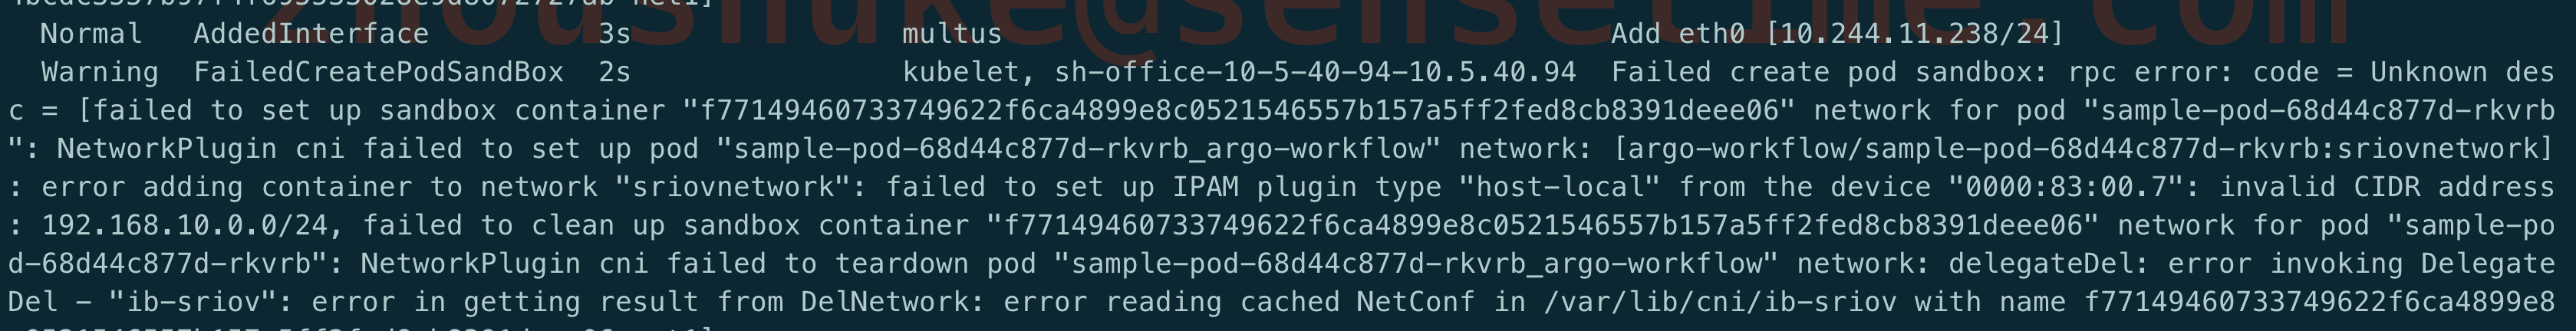 Normal AddedInterface 3s multus Add eth0 [10.244.11.238/24]
Warning FailedCreatePodSandBox 2s kubelet, sh-office-10-5-40-94-10.5.40.94 Failed create pod sandbox: rpc error: code = Unknown des
c = [failed to set up sandbox container "f77149460733749622f6ca4899e8c0521546557b157a5ff2fed8cb8391deee06" network for pod "sample-pod-68d44c877d-rkvrb
": NetworkPlugin cni failed to set up pod "sample-pod-68d44c877d-rkvrb_argo-workflow" network: [argo-workflow/sample-pod-68d44c877d-rkvrb:sriovnetwork]
: error adding container to network "sriovnetwork": failed to set up IPAM plugin type "host-local" from the device "0000:83:00.7": invalid CIDR address
: 192.168.10.0.0/24, failed to clean up sandbox container "f77149460733749622f6ca4899e8c0521546557b157a5ff2fed8cb8391deee06" network for pod "sample-po
d-68d44c877d-rkvrb": NetworkPlugin cni failed to teardown pod "sample-pod-68d44c877d-rkvrb_argo-workflow" network: delegateDel: error invoking Delegate
Del - "ib-sriov": error in getting result from DelNetwork: error reading cached NetConf in /var/lib/cni/ib-sriov with name f77149460733749622f6ca4899e8